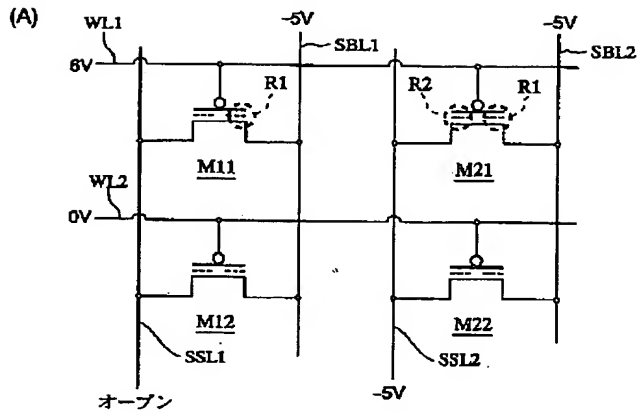 (A)
-5V
-5V
WL1
SBL1
SBL2
6V
R1
R2
R1
M11
M21
WL2
0V
M12
M22
SSL1
SSL2
オープン
-5V